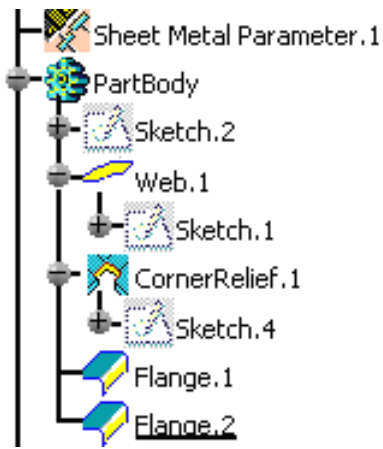 Sheet Metal Parameter.1
PartBody
Sketch.2
Web.1
Sketch.1
CornerRelief.1
Sketch.4
Flange.1
Flange.2